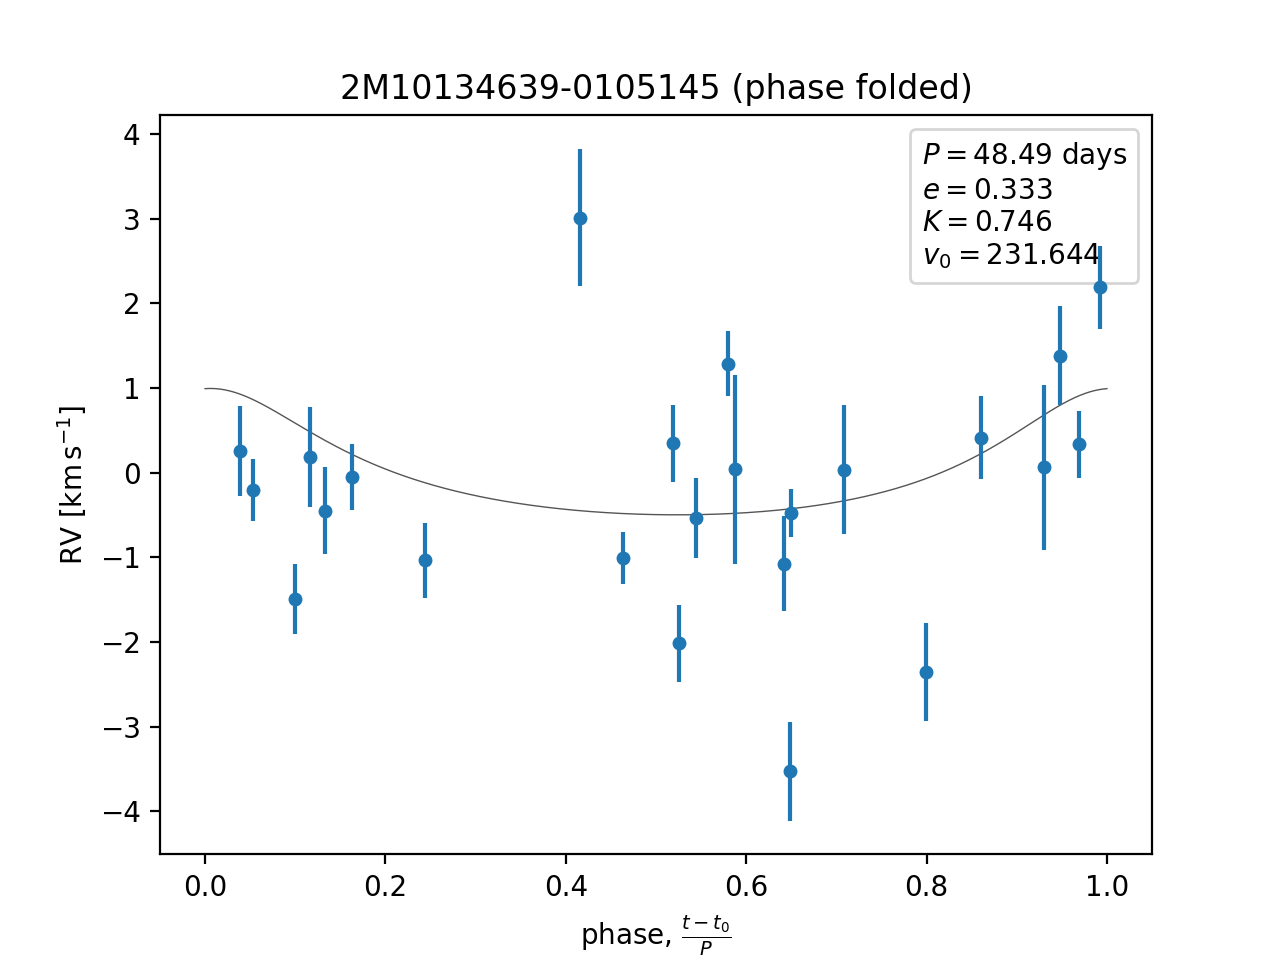 2M10134639-0105145 (phase folded)
P = 48.49 days
e = 0.333
K = 0.746
v₀ = 231.644
4
3
2
1
0
−1
−2
−3
−4
RV [km s⁻¹]
0.0 0.2 0.4 0.6 0.8 1.0
phase, (t − t₀)/P